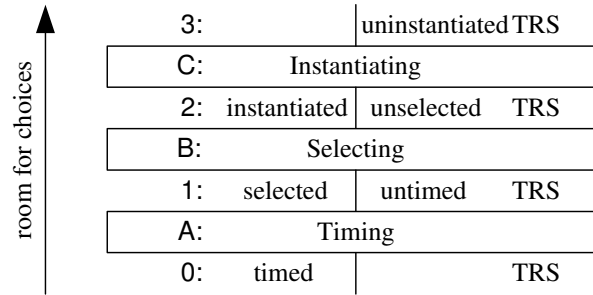 3: uninstantiated TRS
C: Instantiating
2: instantiated unselected TRS
B: Selecting
1: selected untimed TRS
A: Timing
0: timed TRS
room for choices